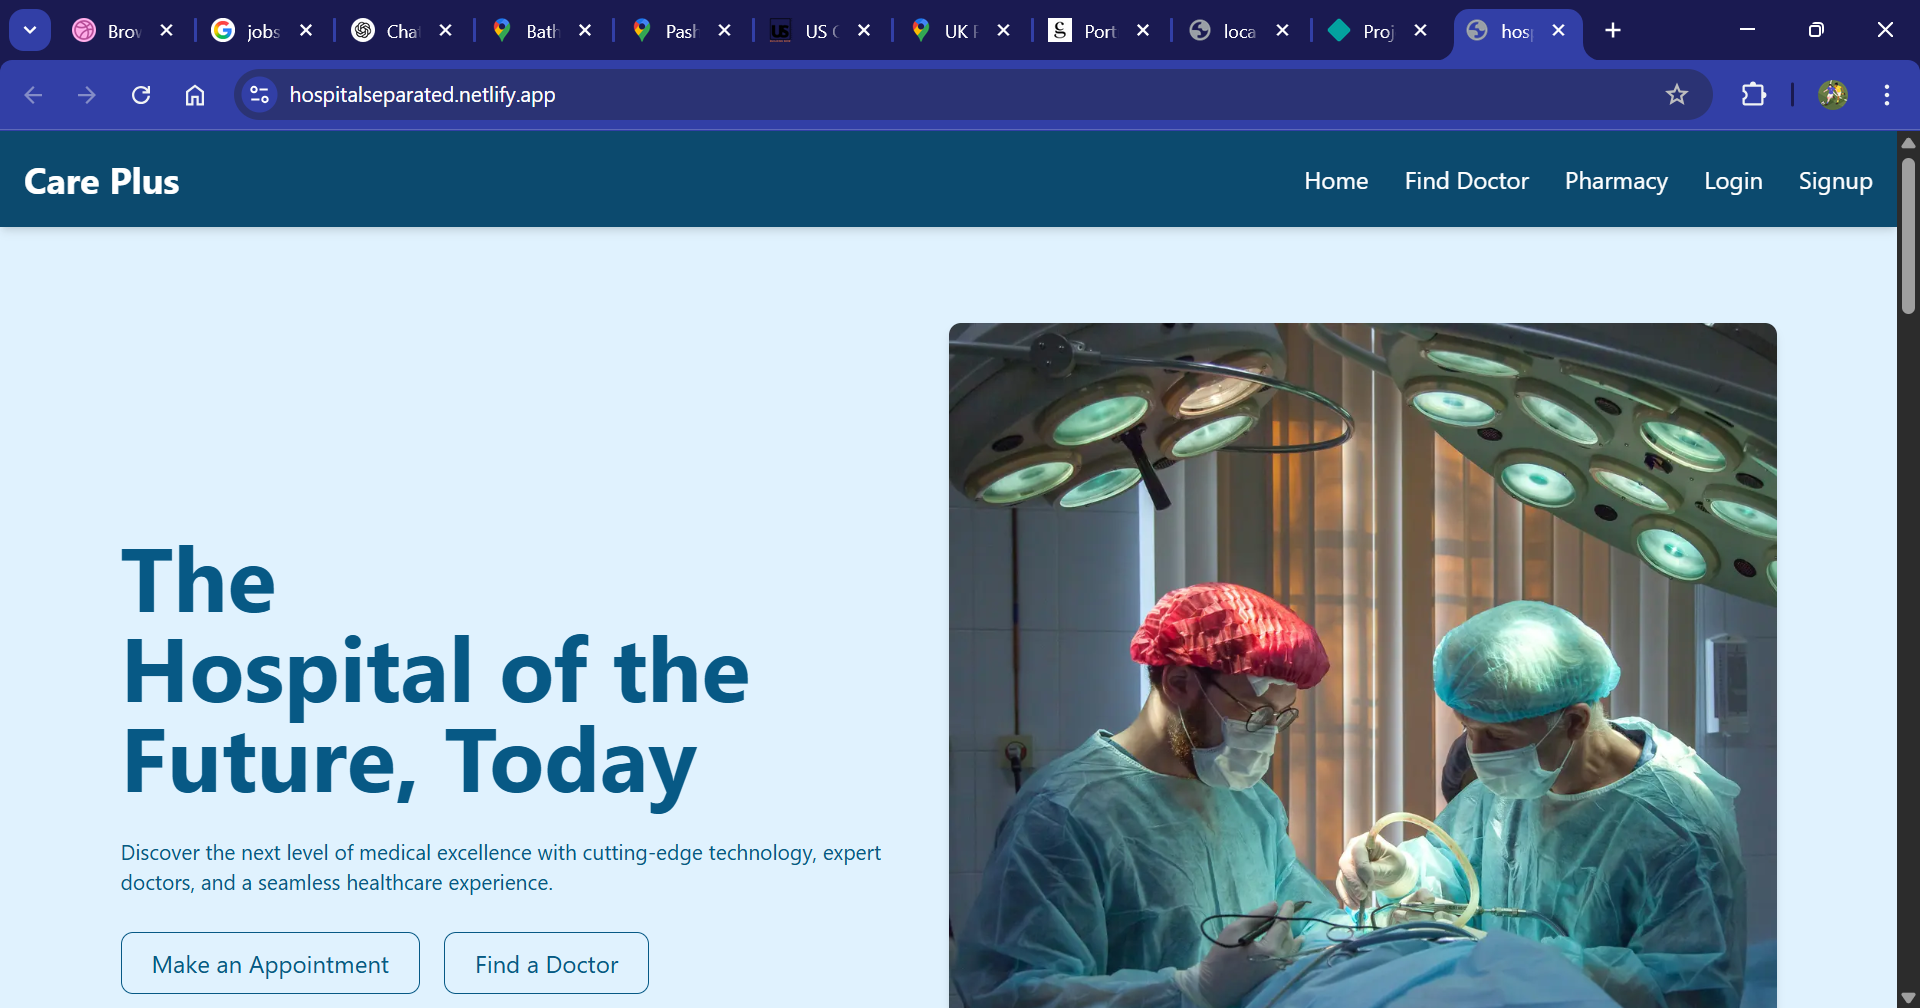 Brov
jobs
Chat
Bath
Pash
US
UK
Port
loca
Proj
hosp
hospitalseparated.netlify.app
Care Plus
Home
Find Doctor
Pharmacy
Login
Signup
The
Hospital of the
Future, Today
Discover the next level of medical excellence with cutting-edge technology, expert
doctors, and a seamless healthcare experience.
Make an Appointment
Find a Doctor